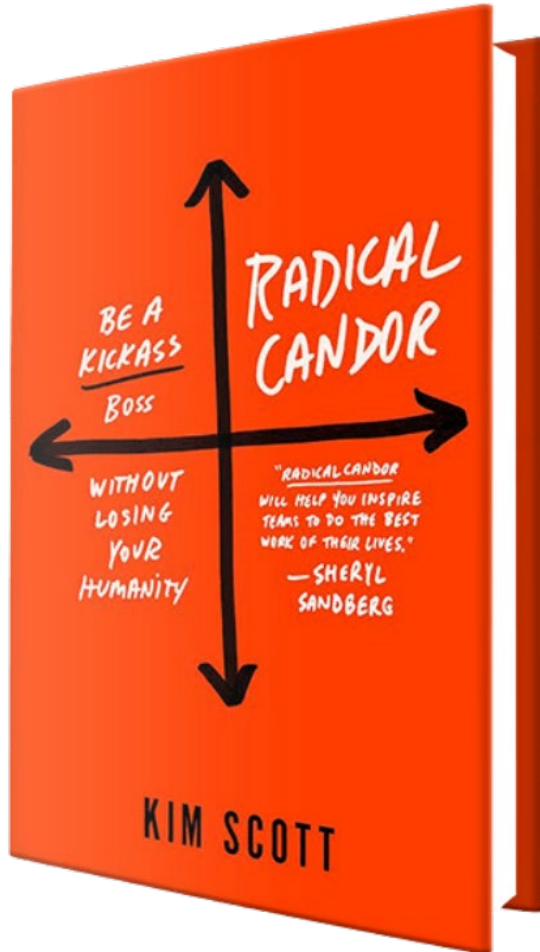 BE A
KICKASS
BOSS
RADICAL
CANDOR
WITHOUT
LOSING
YOUR
HUMANITY
"RADICAL CANDOR
WILL HELP YOU INSPIRE
TEAMS TO DO THE BEST
WORK OF THEIR LIVES."
—SHERYL
SANDBERG
KIM SCOTT